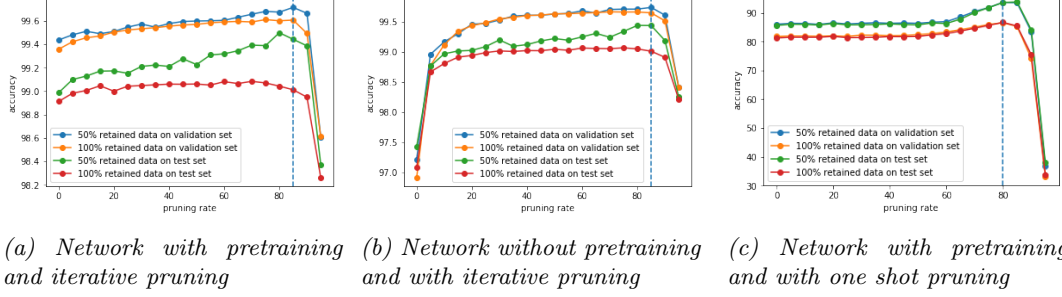 99.6
99.4
99.2
99.0
98.8
98.6
98.4
98.2
accuracy
50% retained data on validation set
100% retained data on validation set
50% retained data on test set
100% retained data on test set
0 20 40 60 80
pruning rate
99.5
99.0
98.5
98.0
97.5
97.0
accuracy
50% retained data on validation set
100% retained data on validation set
50% retained data on test set
100% retained data on test set
0 20 40 60 80
pruning rate
90
80
70
60
50
40
30
accuracy
50% retained data on validation set
100% retained data on validation set
50% retained data on test set
100% retained data on test set
0 20 40 60 80
pruning rate
(a) Network with pretraining
and iterative pruning
(b) Network without pretraining
and with iterative pruning
(c) Network with pretraining
and with one shot pruning